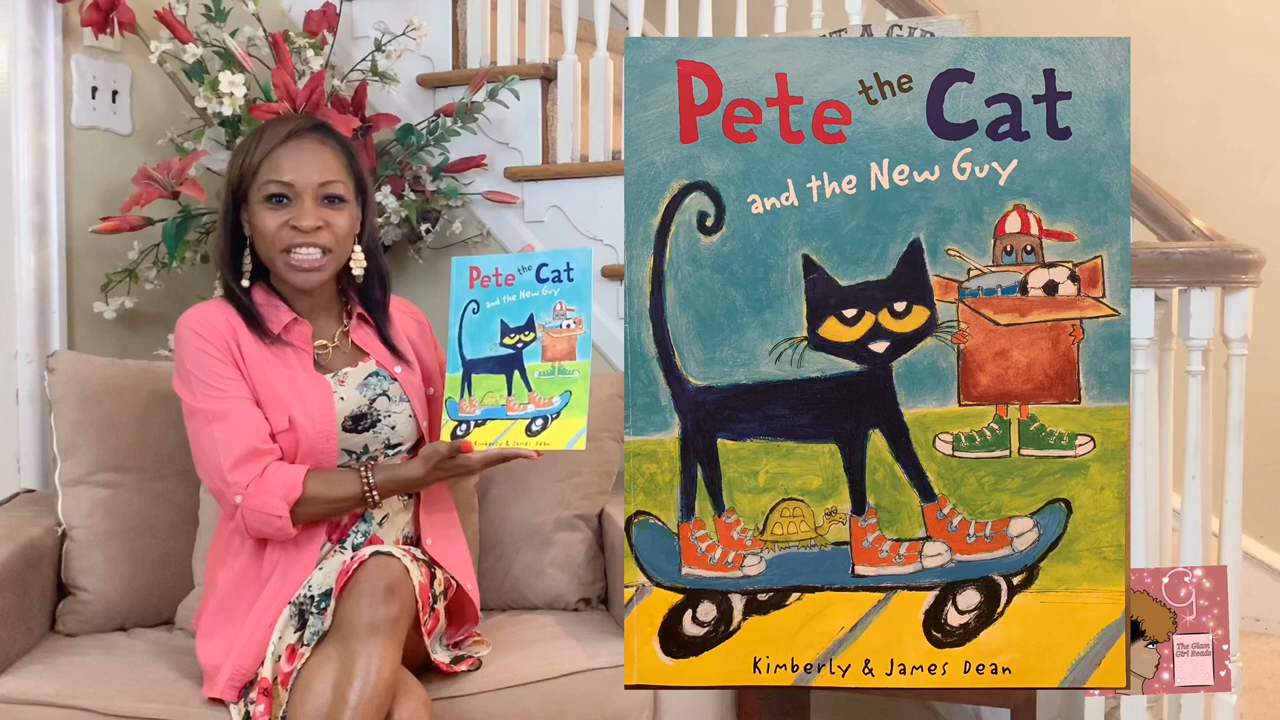 Pete the Cat
and the New Guy
Kimberly & James Dean
Pete the Cat
and the New Guy
Kimberly & James Dean
The Glam
Girl Reads